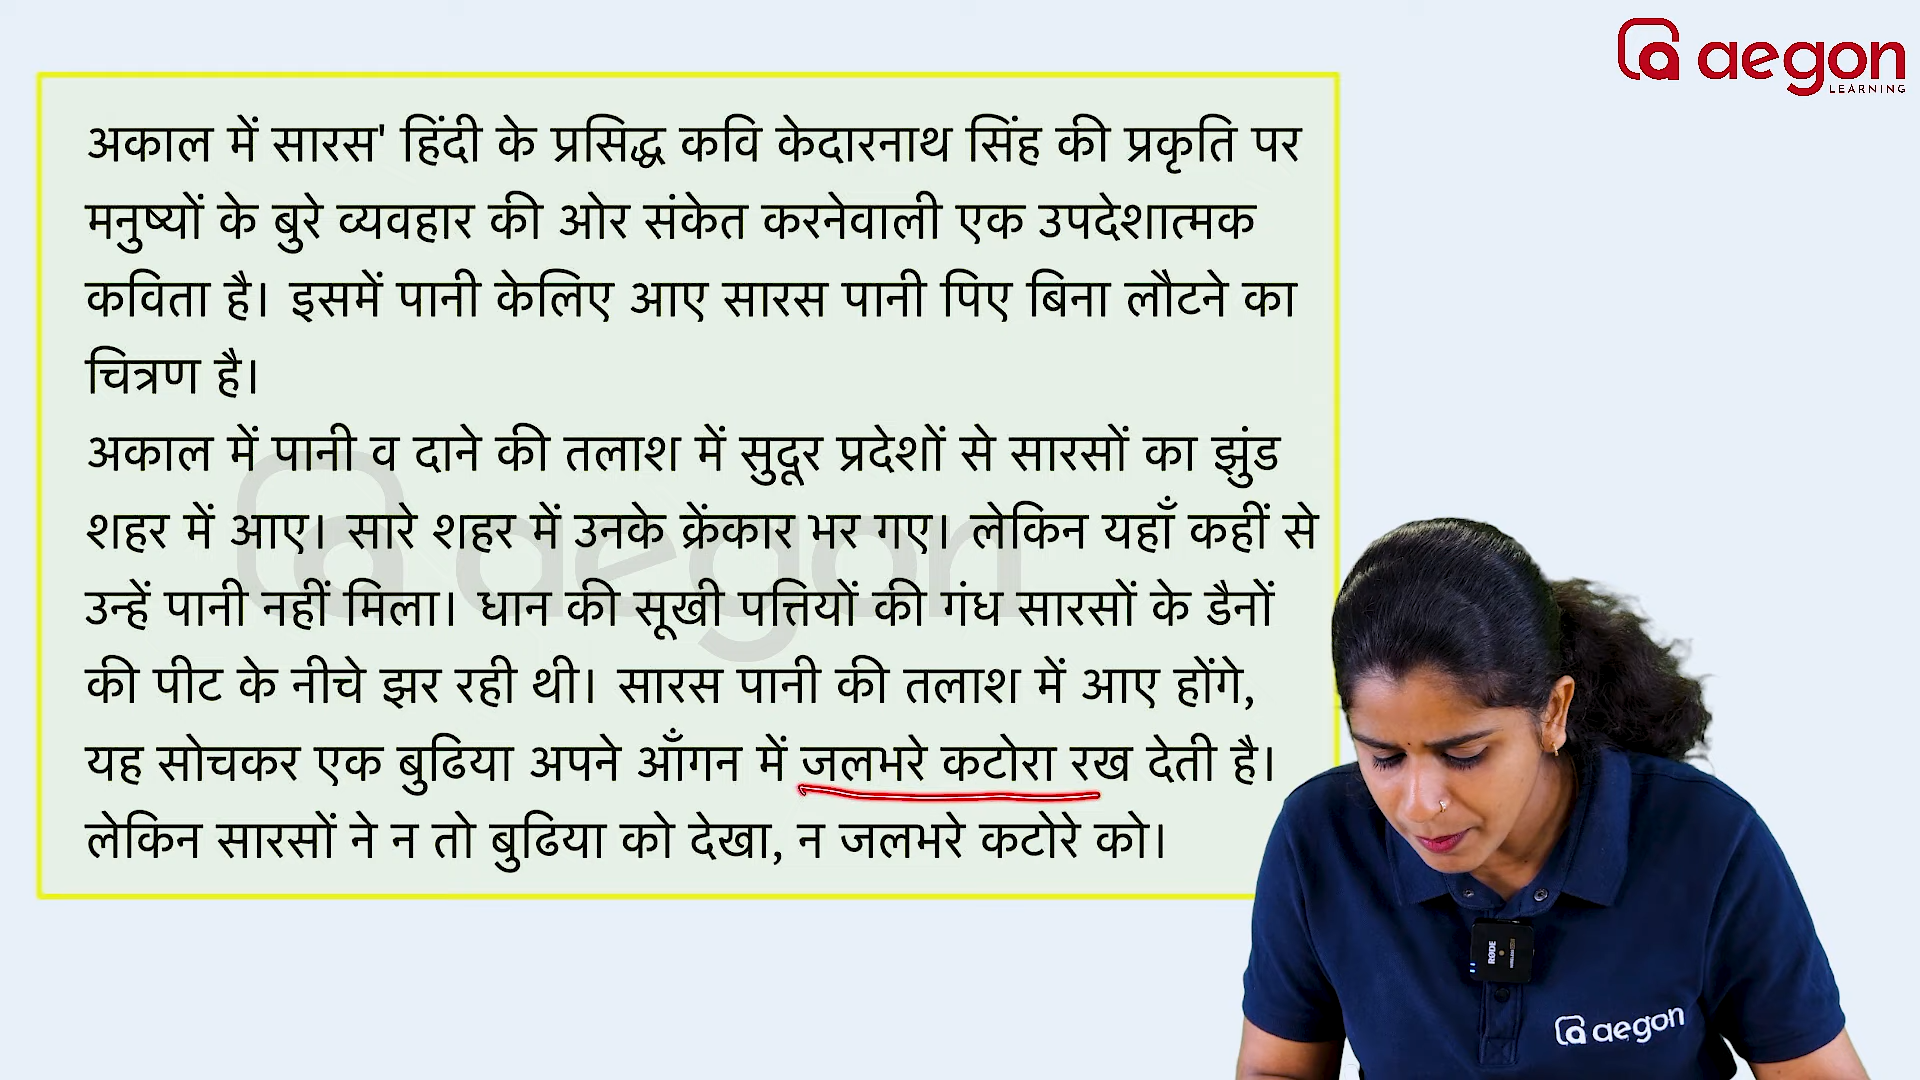 aegon
LEARNING
अकाल में सारस' हिंदी के प्रसिद्ध कवि केदारनाथ सिंह की प्रकृति पर
मनुष्यों के बुरे व्यवहार की ओर संकेत करनेवाली एक उपदेशात्मक
कविता है। इसमें पानी केलिए आए सारस पानी पिए बिना लौटने का
चित्रण है।
अकाल में पानी व दाने की तलाश में सुदूर प्रदेशों से सारसों का झुंड
शहर में आए। सारे शहर में उनके क्रेंकार भर गए। लेकिन यहाँ कहीं से
उन्हें पानी नहीं मिला। धान की सूखी पत्तियों की गंध सारसों के डैनों
की पीट के नीचे झर रही थी। सारस पानी की तलाश में आए होंगे,
यह सोचकर एक बुढिया अपने आँगन में जलभरे कटोरा रख देती है।
लेकिन सारसों ने न तो बुढिया को देखा, न जलभरे कटोरे को।
aegon
RØDE
aegon